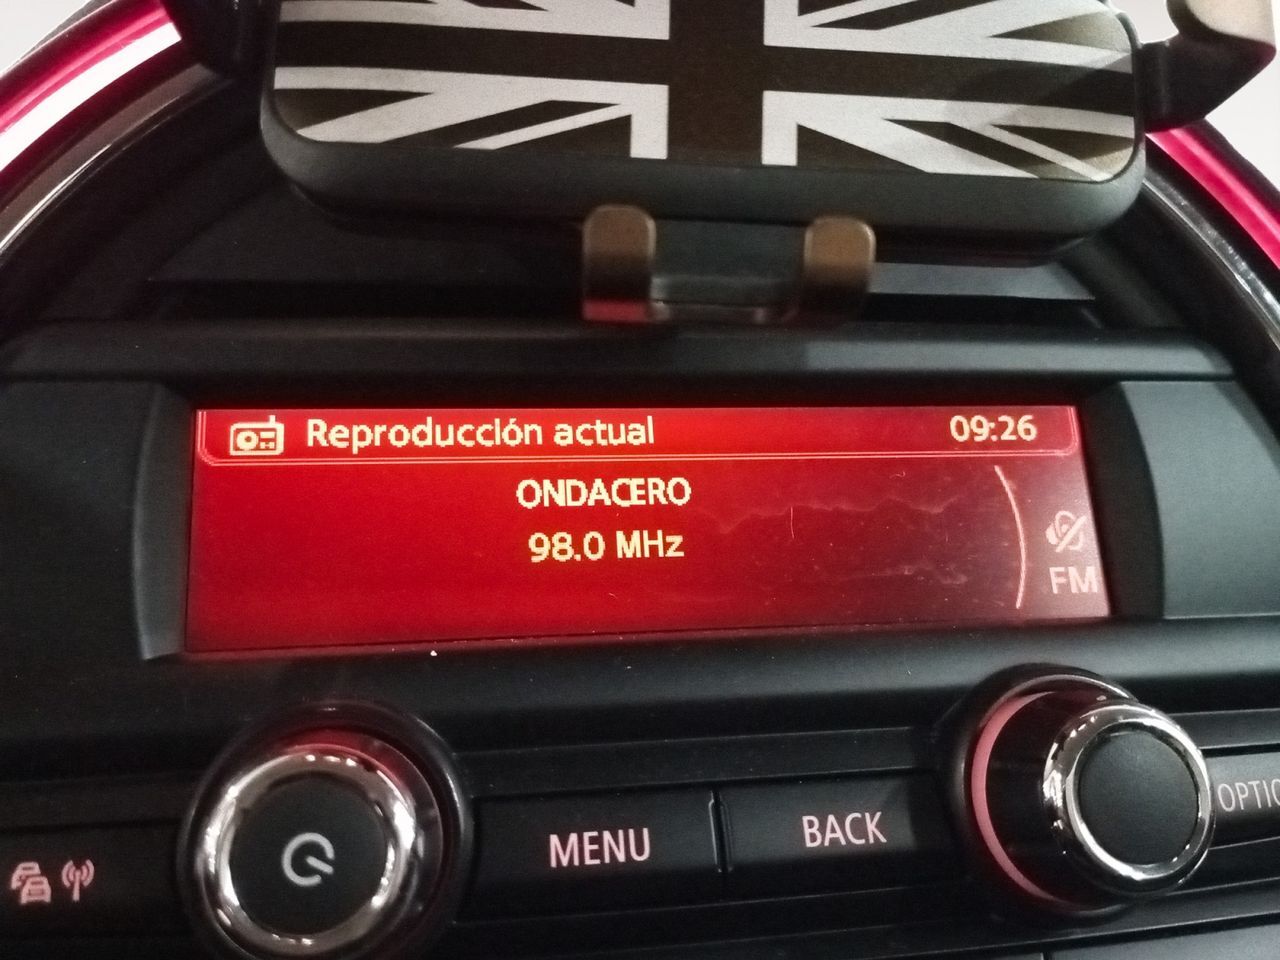 Reproducción actual 09:26
ONDACERO
98.0 MHz
FM
MENU
BACK
OPTIO